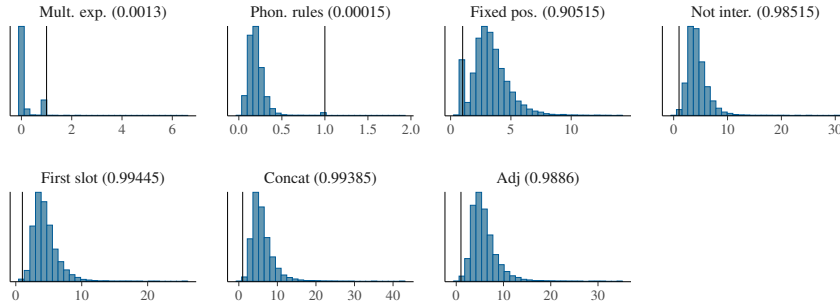 Mult. exp. (0.0013) Phon. rules (0.00015) Fixed pos. (0.90515) Not inter. (0.98515)
0 2 4 6 0.0 0.5 1.0 1.5 2.0 0 5 10 0 10 20 30
First slot (0.99445) Concat (0.99385) Adj (0.9886)
0 10 20 0 10 20 30 40 0 10 20 30